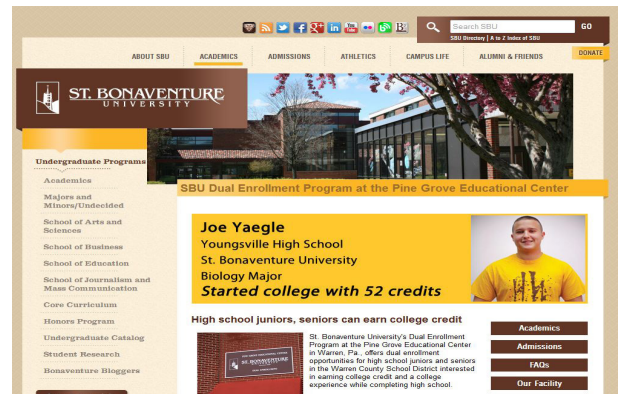 Search SBU
GO
SBU Directory | A to Z Index of SBU
ABOUT SBU
ACADEMICS
ADMISSIONS
ATHLETICS
CAMPUS LIFE
ALUMNI & FRIENDS
DONATE
ST. BONAVENTURE
UNIVERSITY
Undergraduate Programs
Academics
Majors and
Minors/Undecided
School of Arts and
Sciences
School of Business
School of Education
School of Journalism and
Mass Communication
Core Curriculum
Honors Program
Undergraduate Catalog
Student Research
Bonaventure Bloggers
SBU Dual Enrollment Program at the Pine Grove Educational Center
Joe Yaegle
Youngsville High School
St. Bonaventure University
Biology Major
Started college with 52 credits
High school juniors, seniors can earn college credit
ST. BONAVENTURE
St. Bonaventure University's Dual Enrollment
Program at the Pine Grove Educational Center
in Warren, Pa., offers dual enrollment
opportunities for high school juniors and seniors
in the Warren County School District interested
in earning college credit and a college
experience while completing high school.
Academics
Admissions
FAQs
Our Facility